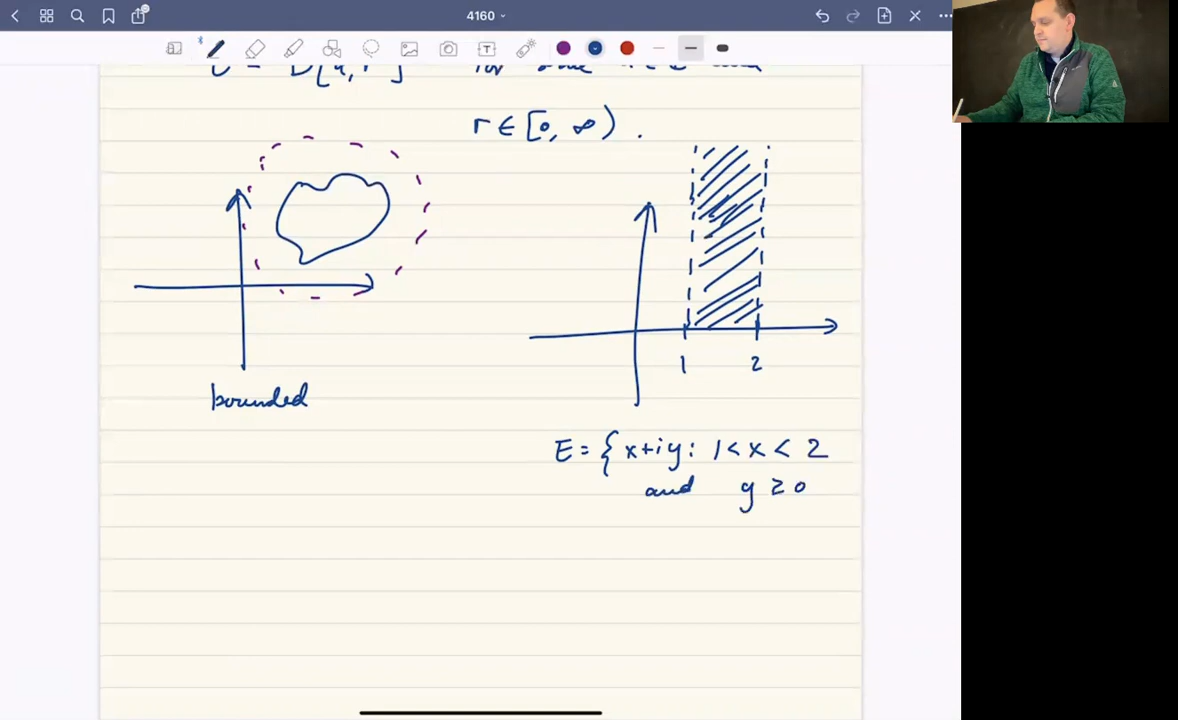 4160
r ∈ [0, ∞) .
1 2
bounded
E = { x+iy : 1 < x < 2
and y ≥ 0